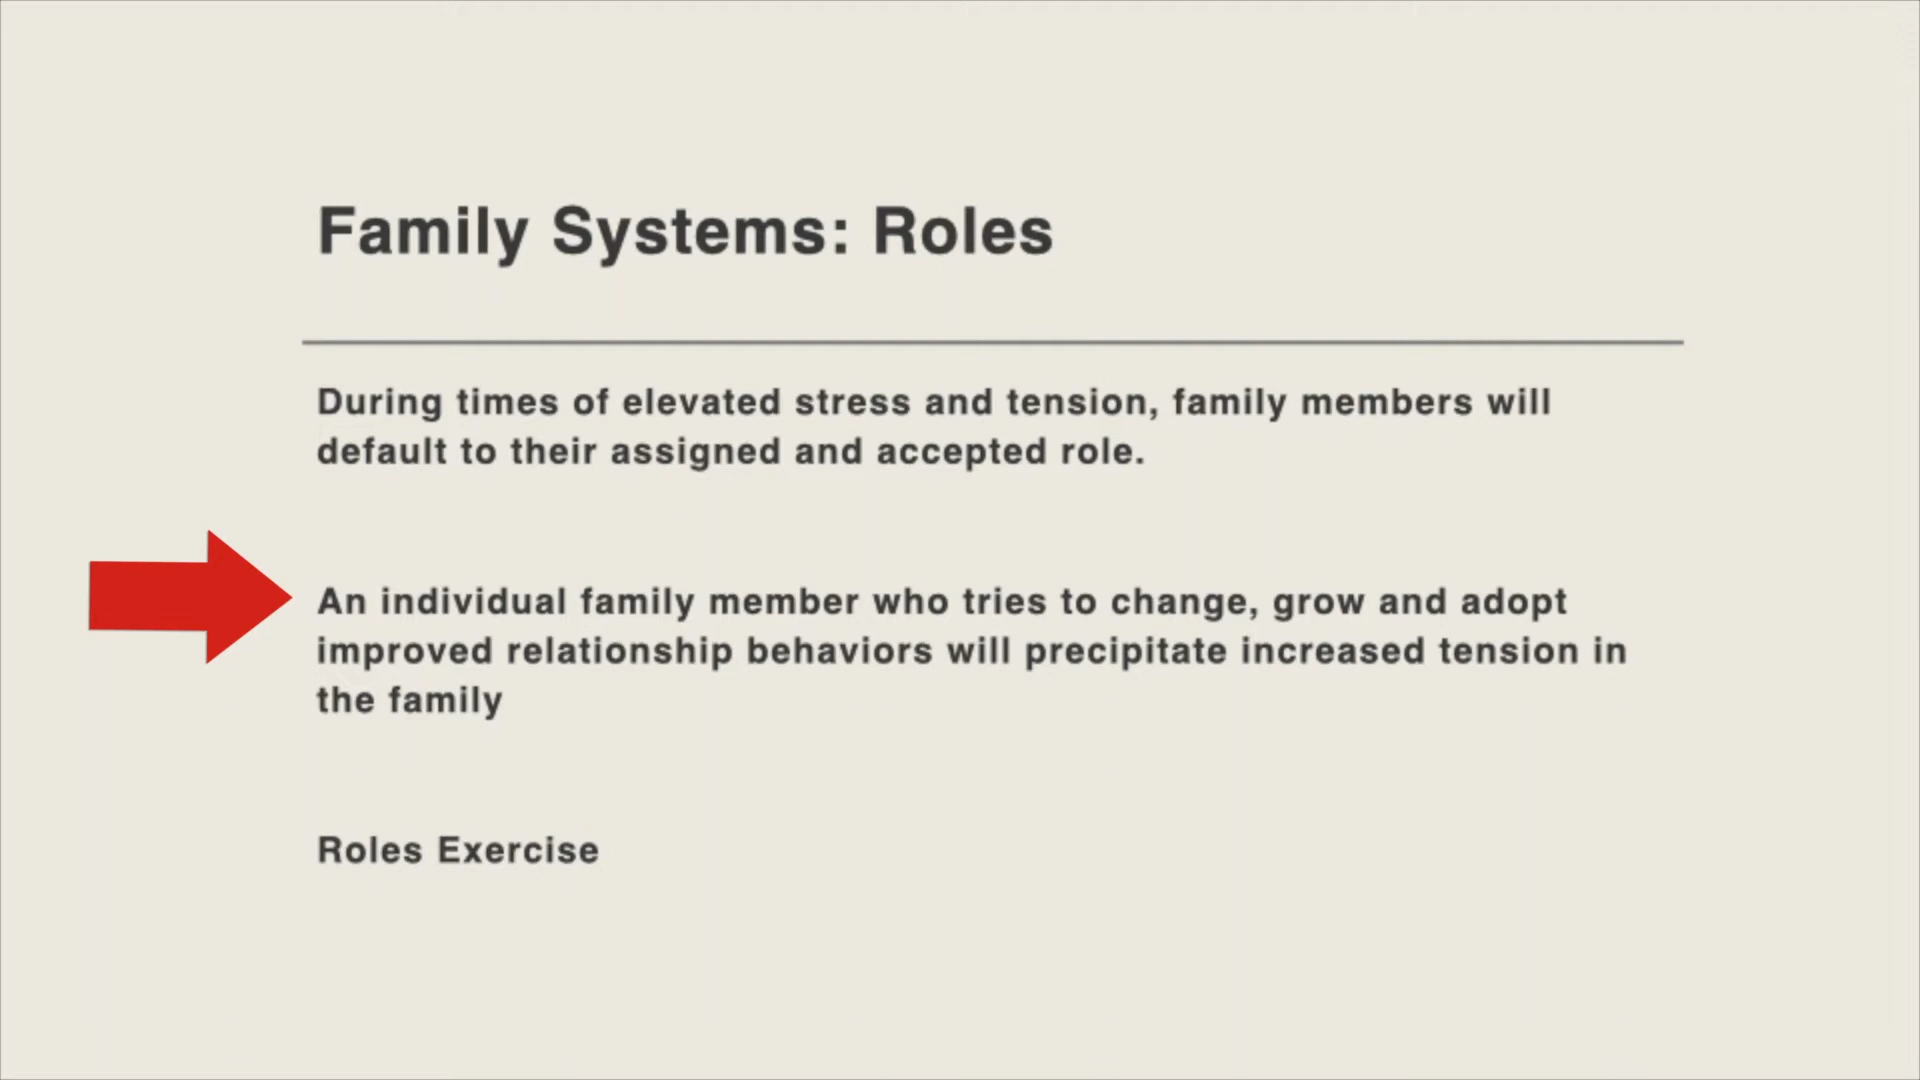 Family Systems: Roles
During times of elevated stress and tension, family members will
default to their assigned and accepted role.
An individual family member who tries to change, grow and adopt
improved relationship behaviors will precipitate increased tension in
the family
Roles Exercise